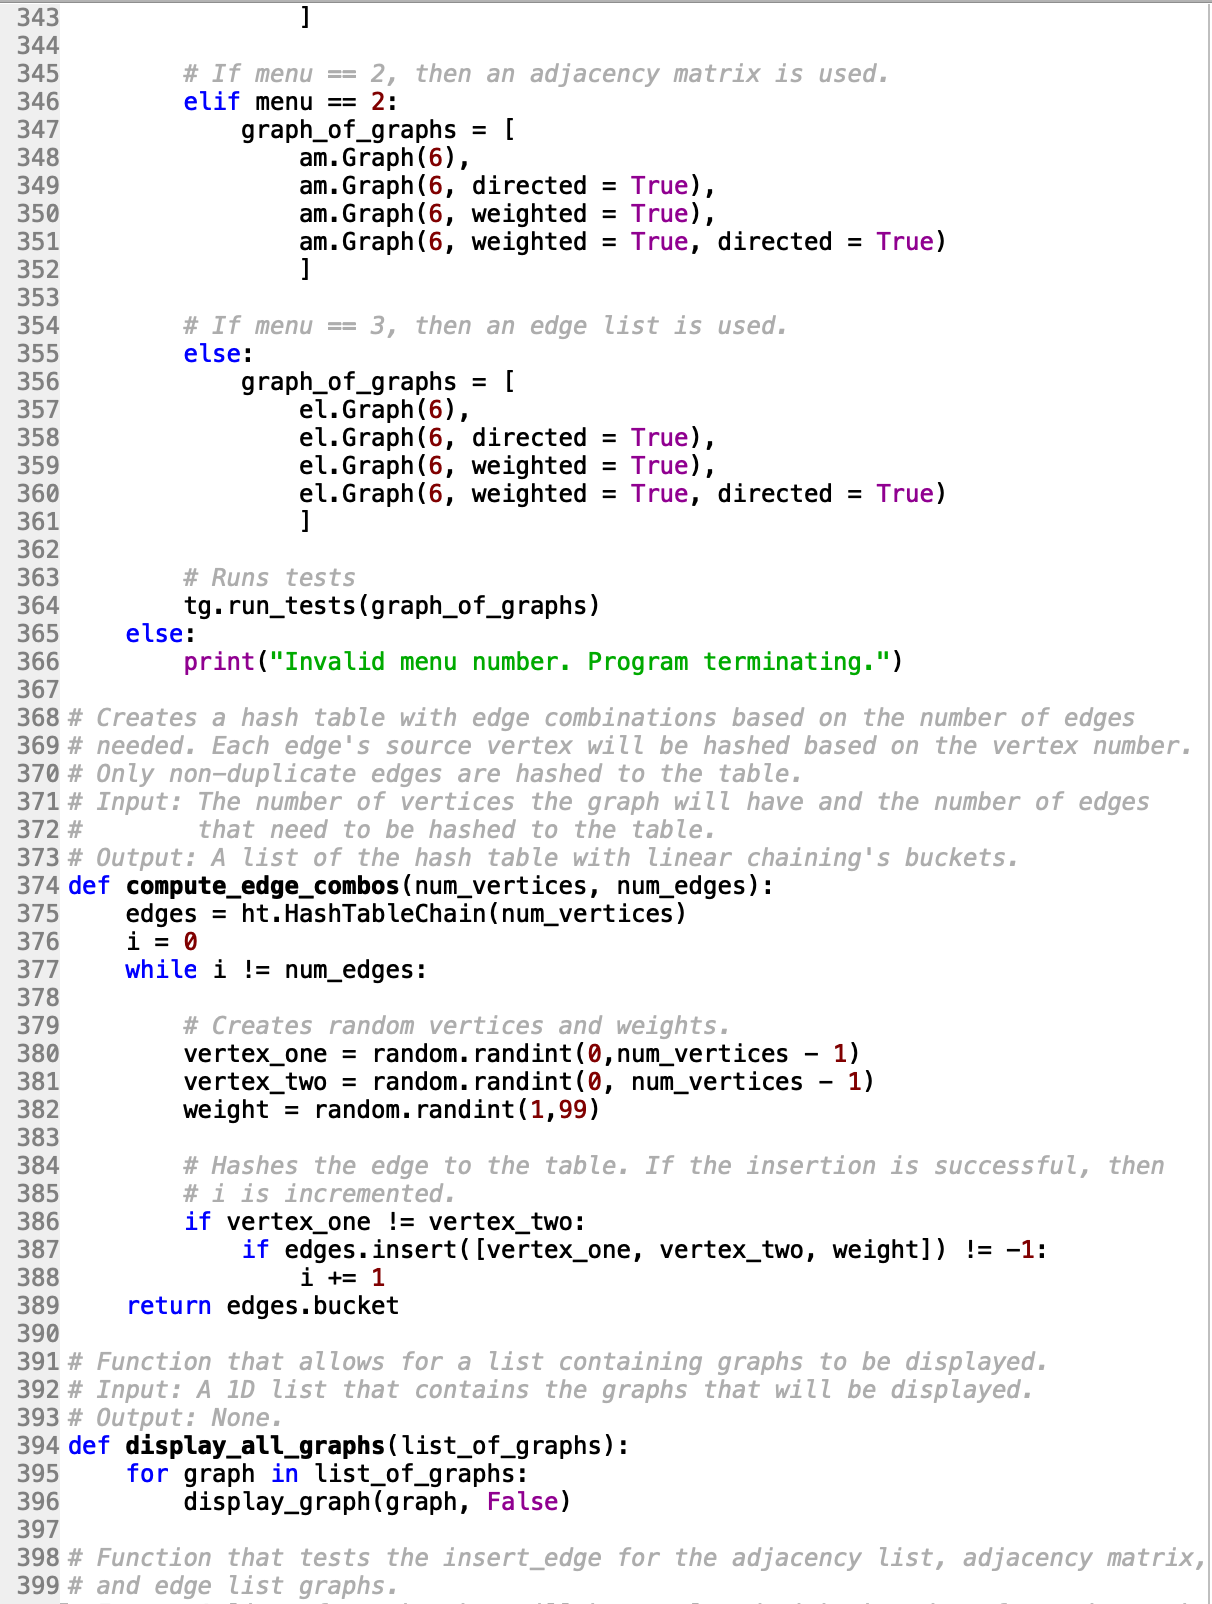 343                 ]
344
345         # If menu == 2, then an adjacency matrix is used.
346         elif menu == 2:
347             graph_of_graphs = [
348                 am.Graph(6),
349                 am.Graph(6, directed = True),
350                 am.Graph(6, weighted = True),
351                 am.Graph(6, weighted = True, directed = True)
352                 ]
353
354         # If menu == 3, then an edge list is used.
355         else:
356             graph_of_graphs = [
357                 el.Graph(6),
358                 el.Graph(6, directed = True),
359                 el.Graph(6, weighted = True),
360                 el.Graph(6, weighted = True, directed = True)
361                 ]
362
363         # Runs tests
364         tg.run_tests(graph_of_graphs)
365     else:
366         print("Invalid menu number. Program terminating.")
367
368 # Creates a hash table with edge combinations based on the number of edges
369 # needed. Each edge's source vertex will be hashed based on the vertex number.
370 # Only non-duplicate edges are hashed to the table.
371 # Input: The number of vertices the graph will have and the number of edges
372 #        that need to be hashed to the table.
373 # Output: A list of the hash table with linear chaining's buckets.
374 def compute_edge_combos(num_vertices, num_edges):
375     edges = ht.HashTableChain(num_vertices)
376     i = 0
377     while i != num_edges:
378
379         # Creates random vertices and weights.
380         vertex_one = random.randint(0,num_vertices - 1)
381         vertex_two = random.randint(0, num_vertices - 1)
382         weight = random.randint(1,99)
383
384         # Hashes the edge to the table. If the insertion is successful, then
385         # i is incremented.
386         if vertex_one != vertex_two:
387             if edges.insert([vertex_one, vertex_two, weight]) != -1:
388                 i += 1
389     return edges.bucket
390
391 # Function that allows for a list containing graphs to be displayed.
392 # Input: A 1D list that contains the graphs that will be displayed.
393 # Output: None.
394 def display_all_graphs(list_of_graphs):
395     for graph in list_of_graphs:
396         display_graph(graph, False)
397
398 # Function that tests the insert_edge for the adjacency list, adjacency matrix,
399 # and edge list graphs.